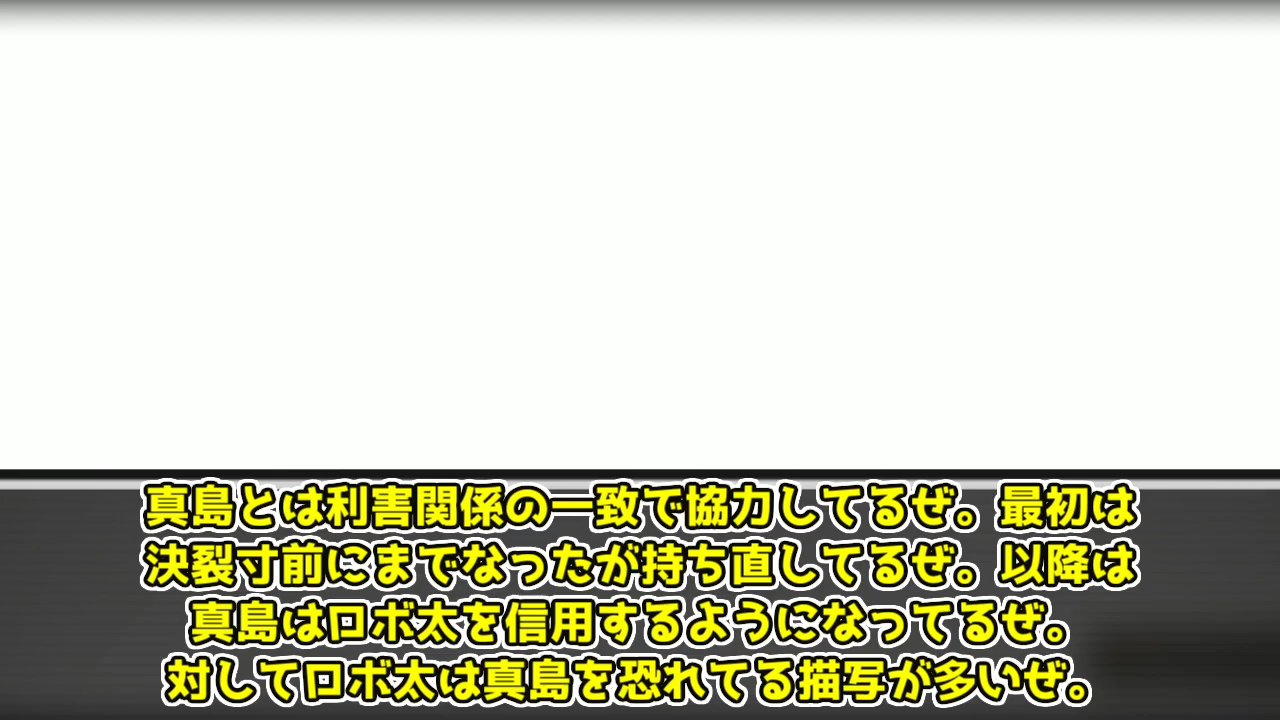 真島とは利害関係の一致で協力してるぜ。最初は
決裂寸前にまでなったが持ち直してるぜ。以降は
真島はロボ太を信用するようになってるぜ。
対してロボ太は真島を恐れてる描写が多いぜ。